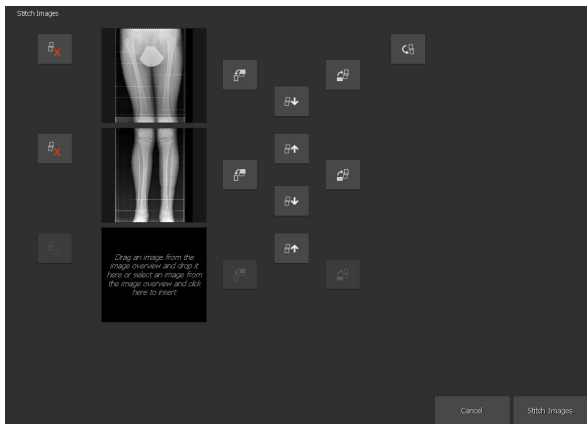 Stitch Images
Drag an image from the
image overview and drop it
here or select an image from
the image overview and click
here to insert
Cancel
Stitch Images